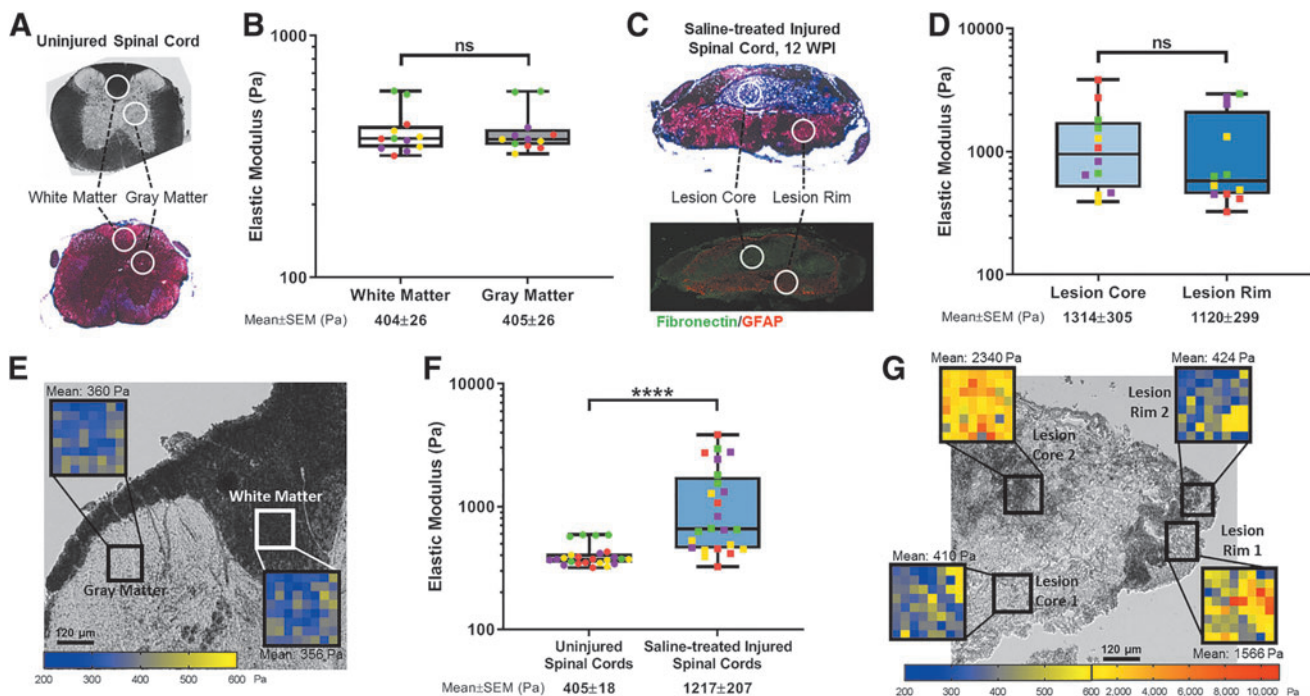 A
Uninjured Spinal Cord
White Matter
Gray Matter
B
Elastic Modulus (Pa)
1000
100
ns
White Matter
Gray Matter
Mean±SEM (Pa)
404±26
405±26
C
Saline-treated Injured
Spinal Cord, 12 WPI
Lesion Core
Lesion Rim
Fibronectin/GFAP
D
Elastic Modulus (Pa)
10000
1000
100
ns
Lesion Core
Lesion Rim
Mean±SEM (Pa)
1314±305
1120±299
E
Mean: 360 Pa
White Matter
Gray Matter
120 µm
Mean: 356 Pa
200
300
400
500
600
Pa
F
Elastic Modulus (Pa)
10000
1000
100
****
Uninjured
Spinal Cords
Saline-treated Injured
Spinal Cords
Mean±SEM (Pa)
405±18
1217±207
G
Mean: 2340 Pa
Mean: 424 Pa
Lesion
Rim 2
Lesion
Core 2
Lesion
Rim 1
Mean: 410 Pa
Lesion
Core 1
120 µm
Mean: 1566 Pa
200
300
400
500
600
2,000
4,000
6,000
8,000
Pa